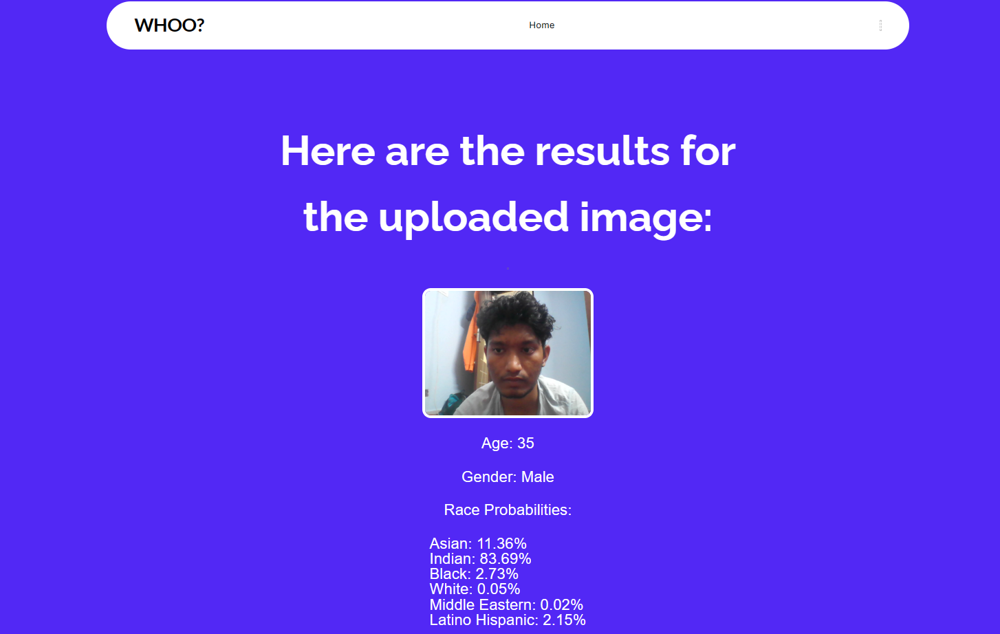 WHOO?
Home
Here are the results for
the uploaded image:
Age: 35
Gender: Male
Race Probabilities:
Asian: 11.36%
Indian: 83.69%
Black: 2.73%
White: 0.05%
Middle Eastern: 0.02%
Latino Hispanic: 2.15%